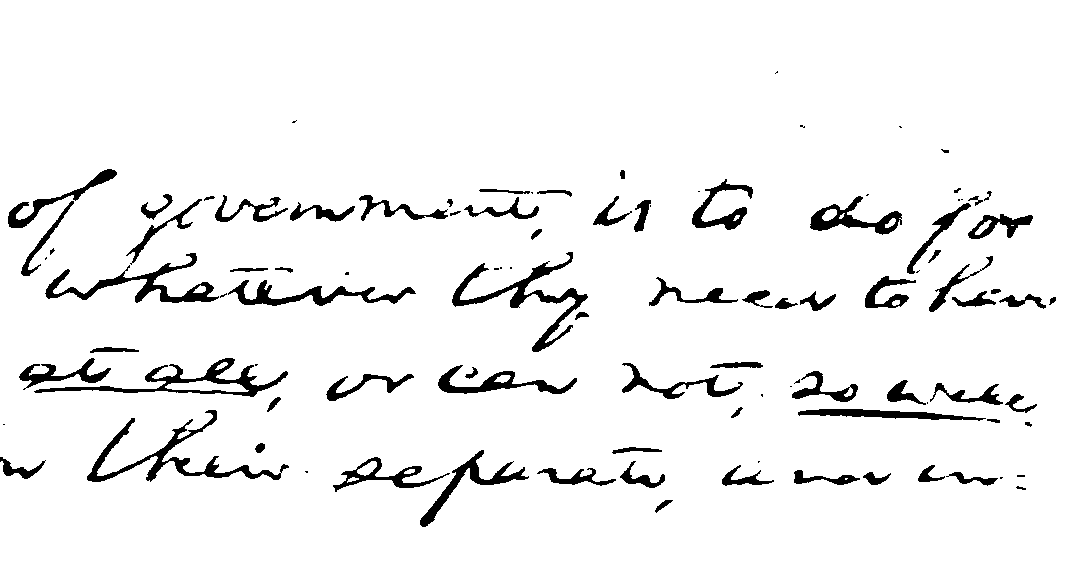 of government, is to do for
whatever they need to have
at all, or can not, so well
n their separate, and in=